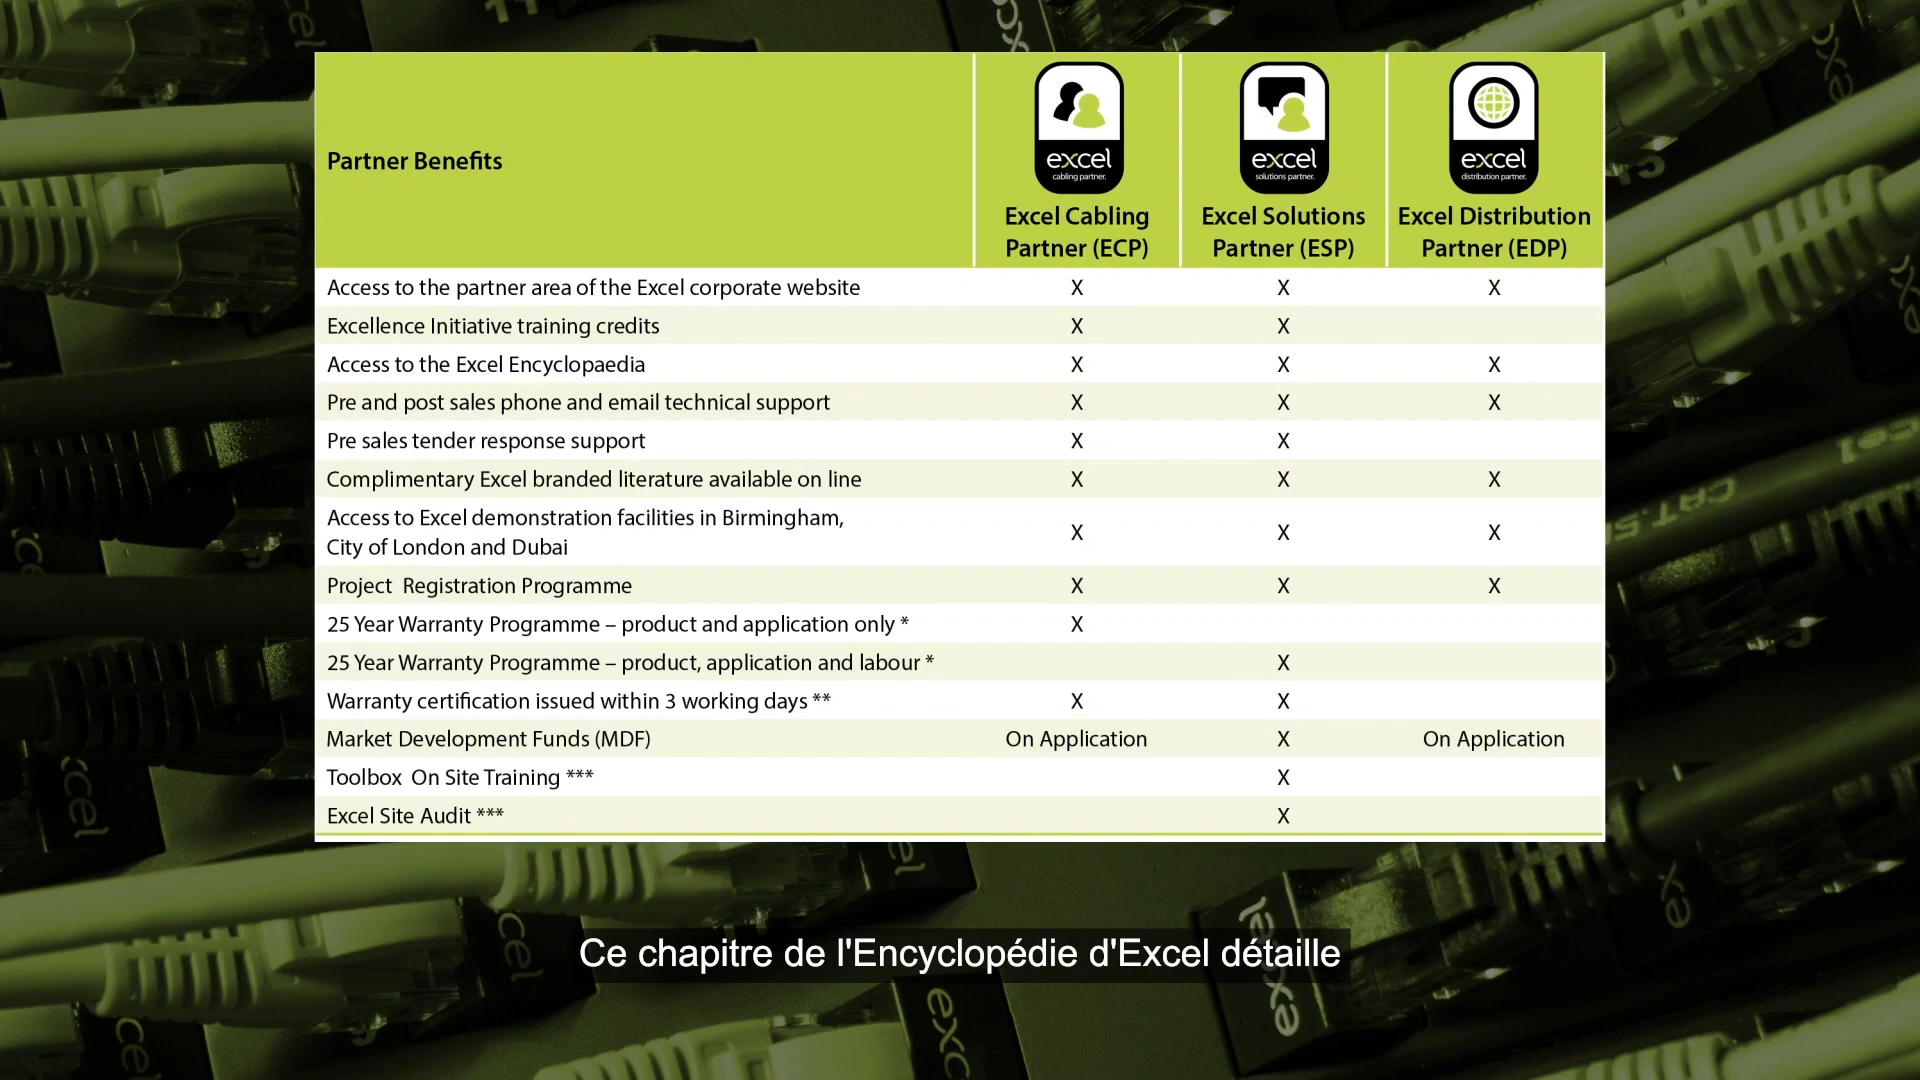 excel
cabling partner.
excel
solutions partner.
excel
distribution partner.
Partner Benefits
Excel Cabling
Partner (ECP)
Excel Solutions
Partner (ESP)
Excel Distribution
Partner (EDP)
Access to the partner area of the Excel corporate website X X X
Excellence Initiative training credits X X
Access to the Excel Encyclopaedia X X X
Pre and post sales phone and email technical support X X X
Pre sales tender response support X X
Complimentary Excel branded literature available on line X X X
Access to Excel demonstration facilities in Birmingham,
City of London and Dubai X X X
Project Registration Programme X X X
25 Year Warranty Programme – product and application only * X
25 Year Warranty Programme – product, application and labour * X
Warranty certification issued within 3 working days ** X X
Market Development Funds (MDF) On Application X On Application
Toolbox On Site Training *** X
Excel Site Audit *** X
Ce chapitre de l'Encyclopédie d'Excel détaille
excel
excel
excel
CAT.5